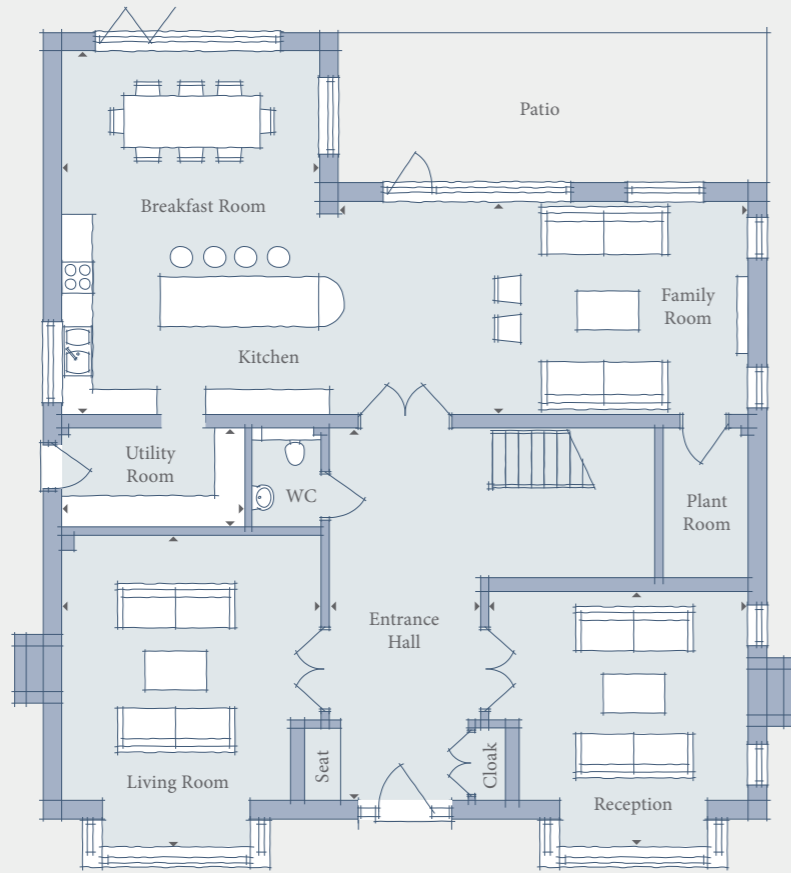 Patio
Breakfast Room
Family
Room
Kitchen
Utility
Room
WC
Plant
Room
Entrance
Hall
Living Room
Seat
Cloak
Reception